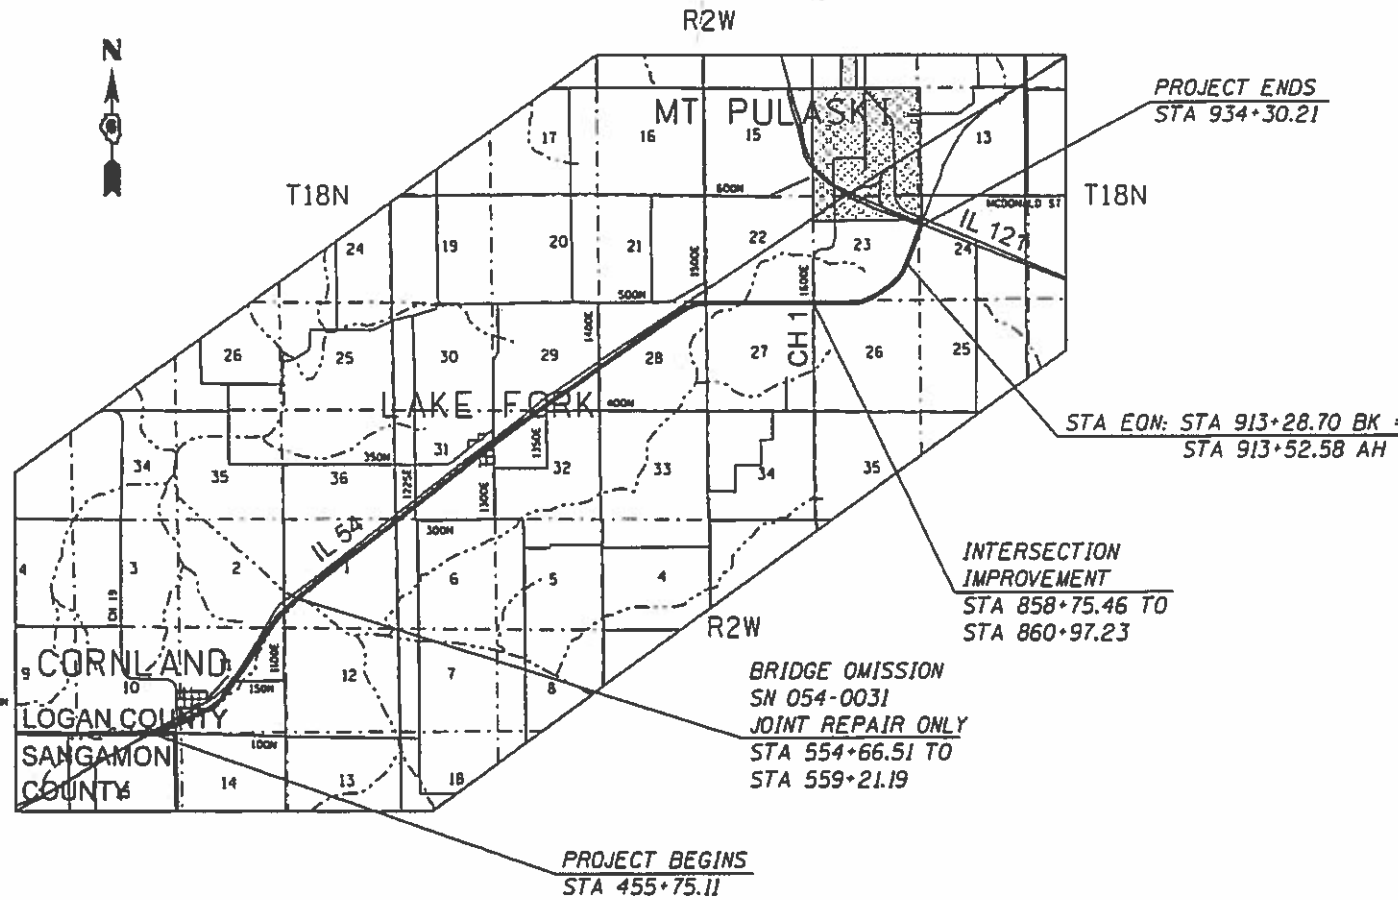 R2W
N
PROJECT ENDS
STA 934+30.21
MT PULASKI
17
16
15
13
T18N
600N
T18N
MCDONALD ST
IL 121
24
19
20
21
22
23
24
1500E
1600E
500N
26
25
30
29
1400E
28
27
CH 1
26
25
LAKE FORK
400N
STA EQN: STA 913+28.70 BK =
STA 913+52.58 AH
34
35
36
350N
31
1225E
1300E
1350E
32
33
34
35
IL 54
300N
INTERSECTION
IMPROVEMENT
STA 858+75.46 TO
STA 860+97.23
4
3
2
1
6
5
4
CH 19
R2W
CORNLAND
9
10
11
1100E
12
7
8
150N
BRIDGE OMISSION
SN 054-0031
JOINT REPAIR ONLY
STA 554+66.51 TO
STA 559+21.19
LOGAN COUNTY
100N
SANGAMON
COUNTY
14
13
18
PROJECT BEGINS
STA 455+75.11